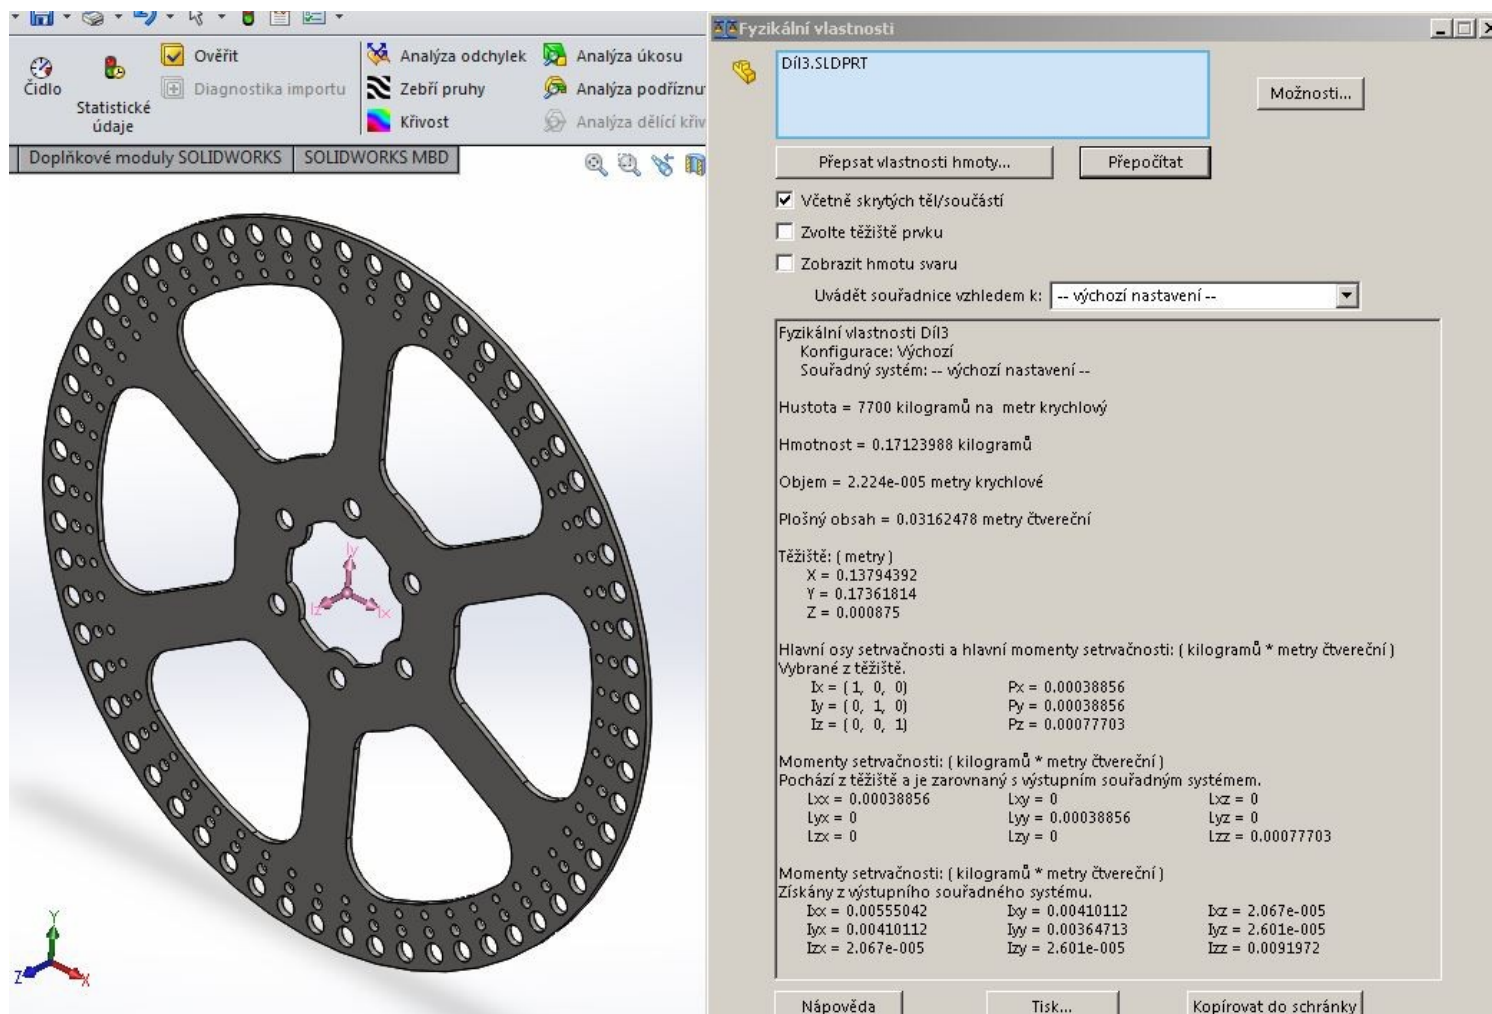 Fyzikální vlastnosti
Čidlo
Statistické
údaje
Ověřit
Diagnostika importu
Analýza odchylek
Zebří pruhy
Křivost
Analýza úkosu
Analýza podříznu
Analýza dělící křiv
Doplňkové moduly SOLIDWORKS
SOLIDWORKS MBD
Iy
Iz
Ix
Y
Z
X
Díl3.SLDPRT
Možnosti...
Přepsat vlastnosti hmoty...
Přepočítat
Včetně skrytých těl/součástí
Zvolte těžiště prvku
Zobrazit hmotu svaru
Uvádět souřadnice vzhledem k: -- výchozí nastavení --
Fyzikální vlastnosti Díl3
Konfigurace: Výchozí
Souřadný systém: -- výchozí nastavení --
Hustota = 7700 kilogramů na metr krychlový
Hmotnost = 0.17123988 kilogramů
Objem = 2.224e-005 metry krychlové
Plošný obsah = 0.03162478 metry čtvereční
Těžiště: ( metry )
X = 0.13794392
Y = 0.17361814
Z = 0.000875
Hlavní osy setrvačnosti a hlavní momenty setrvačnosti: ( kilogramů * metry čtvereční )
Vybrané z těžiště.
Ix = ( 1, 0, 0) Px = 0.00038856
Iy = ( 0, 1, 0) Py = 0.00038856
Iz = ( 0, 0, 1) Pz = 0.00077703
Momenty setrvačnosti: ( kilogramů * metry čtvereční )
Pochází z těžiště a je zarovnaný s výstupním souřadným systémem.
Lxx = 0.00038856 Lxy = 0 Lxz = 0
Lyx = 0 Lyy = 0.00038856 Lyz = 0
Lzx = 0 Lzy = 0 Lzz = 0.00077703
Momenty setrvačnosti: ( kilogramů * metry čtvereční )
Získány z výstupního souřadného systému.
Ixx = 0.00555042 Ixy = 0.00410112 Ixz = 2.067e-005
Iyx = 0.00410112 Iyy = 0.00364713 Iyz = 2.601e-005
Izx = 2.067e-005 Izy = 2.601e-005 Izz = 0.0091972
Nápověda
Tisk...
Kopírovat do schránky